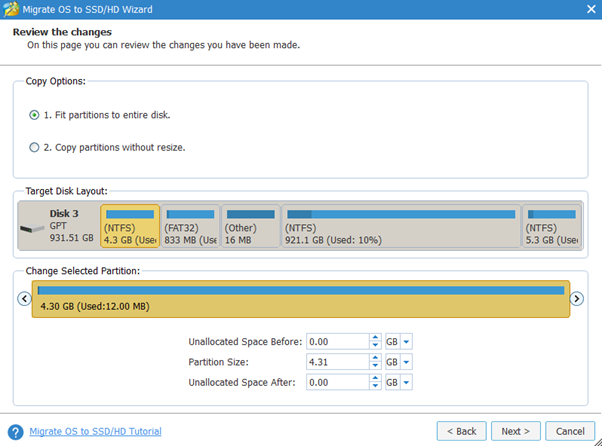 Migrate OS to SSD/HD Wizard
Review the changes
On this page you can review the changes you have been made.
Copy Options:
1. Fit partitions to entire disk.
2. Copy partitions without resize.
Target Disk Layout:
Disk 3
GPT
931.51 GB
(NTFS)
4.3 GB (Use
(FAT32)
833 MB (Use
(Other)
16 MB
(NTFS)
921.1 GB (Used: 10%)
(NTFS)
5.3 GB (Use
Change Selected Partition:
4.30 GB (Used:12.00 MB)
Unallocated Space Before: 0.00 GB
Partition Size: 4.31 GB
Unallocated Space After: 0.00 GB
? Migrate OS to SSD/HD Tutorial
< Back Next > Cancel